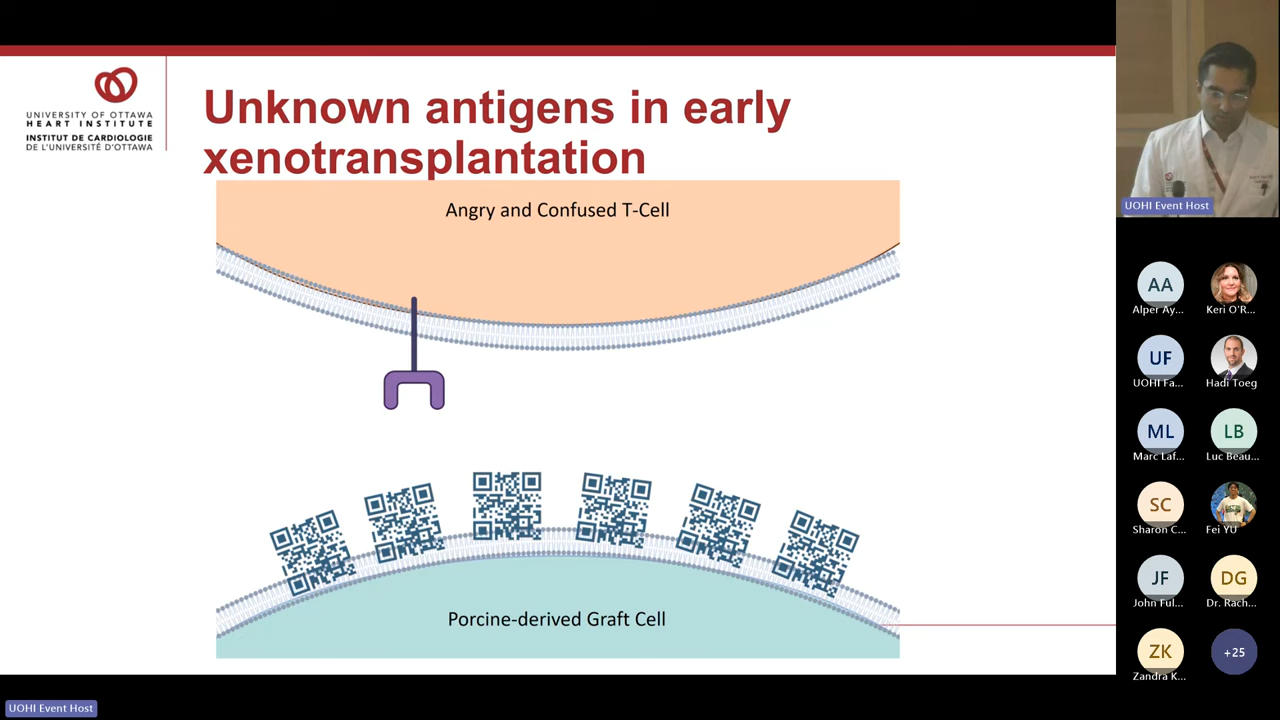 UNIVERSITY OF OTTAWA
HEART INSTITUTE
INSTITUT DE CARDIOLOGIE
DE L'UNIVERSITÉ D'OTTAWA
Unknown antigens in early
xenotransplantation
Angry and Confused T-Cell
Porcine-derived Graft Cell
UOHI Event Host
AA
Alper Ay...
Keri O'R...
UF
UOHI Fa...
Hadi Toeg
ML
Marc Laf...
LB
Luc Beau...
SC
Sharon C...
Fei YU
JF
John Ful...
DG
Dr. Rach...
ZK
Zandra K...
+25
UOHI Event Host